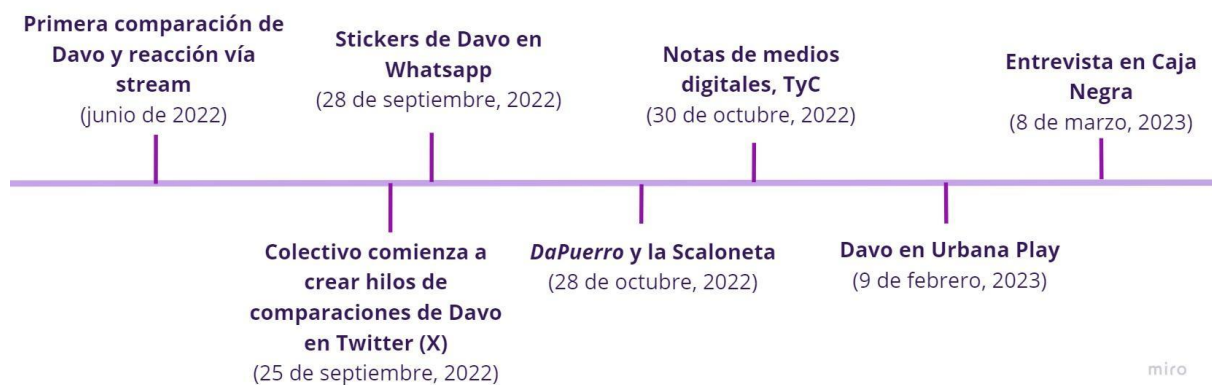 Primera comparación de
Davo y reacción vía
stream
(junio de 2022)
Stickers de Davo en
Whatsapp
(28 de septiembre, 2022)
Notas de medios
digitales, TyC
(30 de octubre, 2022)
Entrevista en Caja
Negra
(8 de marzo, 2023)
Colectivo comienza a
crear hilos de
comparaciones de Davo
en Twitter (X)
(25 de septiembre, 2022)
DaPuerro y la Scaloneta
(28 de octubre, 2022)
Davo en Urbana Play
(9 de febrero, 2023)
miro